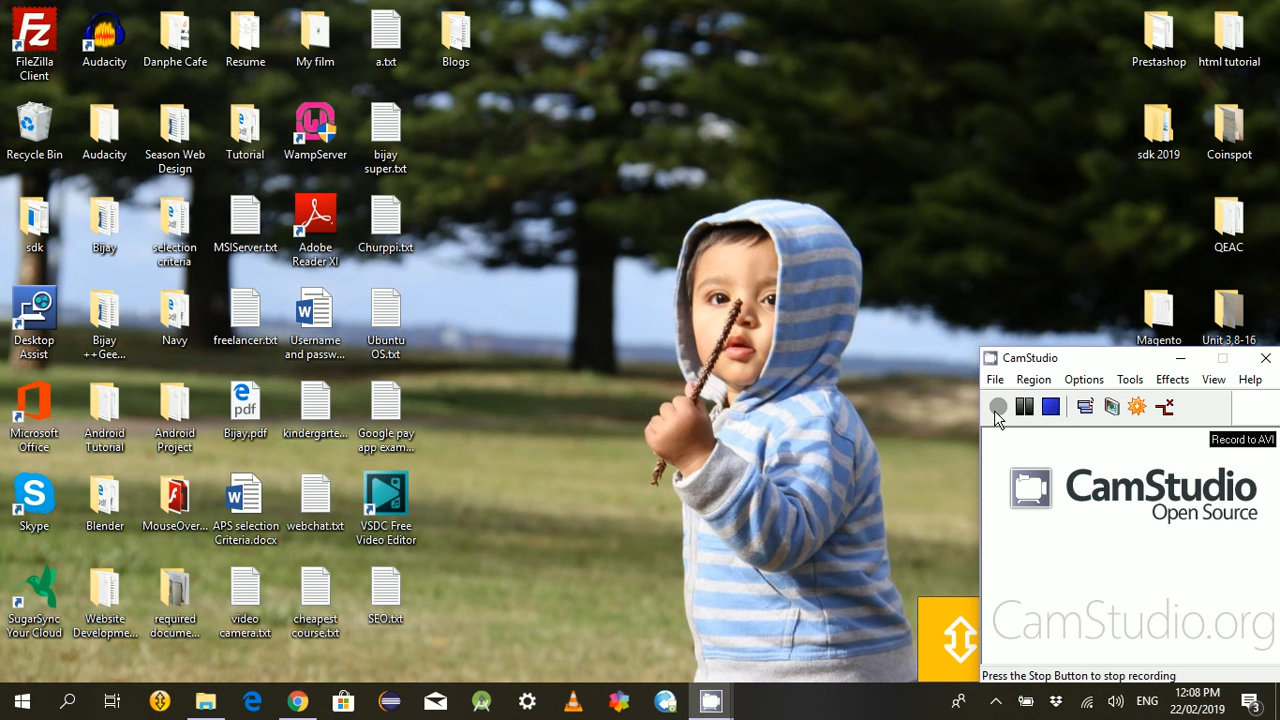 FileZilla
Client
Audacity
Danphe Cafe
Resume
My film
a.txt
Blogs
Prestashop
html tutorial
Recycle Bin
Audacity
Season Web
Design
Tutorial
WampServer
bijay
super.txt
sdk 2019
Coinspot
sdk
Bijay
selection
criteria
MSIServer.txt
Adobe
Reader XI
Churppi.txt
QEAC
Desktop
Assist
Bijay
++Gee...
Navy
freelancer.txt
Username
and passw...
Ubuntu
OS.txt
Magento
Unit 3,8-16
Microsoft
Office
Android
Tutorial
Android
Project
pdf
Bijay.pdf
kindergarte...
Google pay
app exam...
Skype
Blender
MouseOver...
APS selection
Criteria.docx
webchat.txt
VSDC Free
Video Editor
SugarSync
Your Cloud
Website
Developme...
required
docume...
video
camera.txt
cheapest
course.txt
SEO.txt
CamStudio
File Region Options Tools Effects View Help
Record to AVI
CamStudio
Open Source
CamStudio.org
Press the Stop Button to stop recording
ENG
12:08 PM
22/02/2019
3